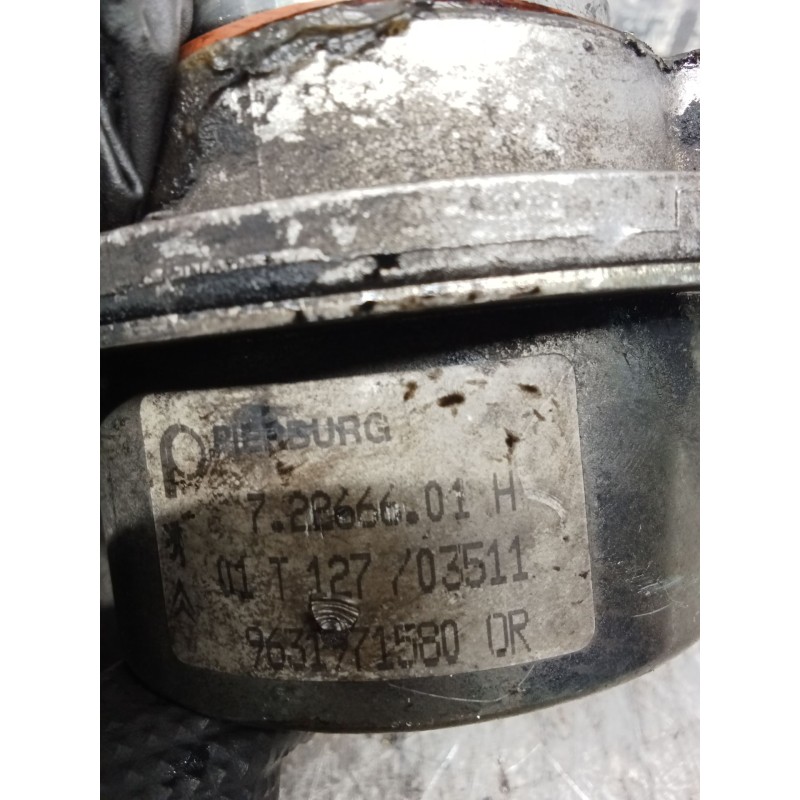 PIERBURG
7.22666.01 H
01 T 127 /03511
9631971580 OR